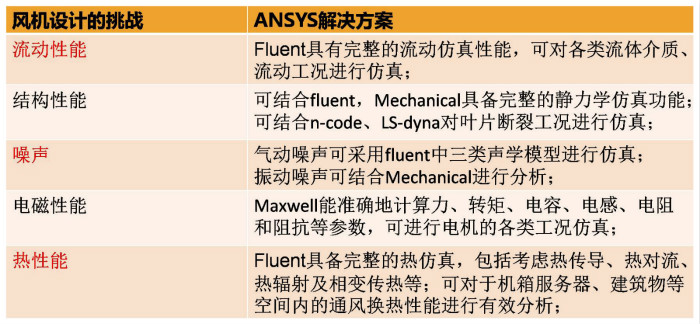 风机设计的挑战 ANSYS解决方案
流动性能 Fluent具有完整的流动仿真性能，可对各类流体介质、
流动工况进行仿真；
结构性能 可结合fluent，Mechanical具备完整的静力学仿真功能；
可结合n-code、LS-dyna对叶片断裂工况进行仿真；
噪声 气动噪声可采用fluent中三类声学模型进行仿真；
振动噪声可结合Mechanical进行分析；
电磁性能 Maxwell能准确地计算力、转矩、电容、电感、电阻
和阻抗等参数，可进行电机的各类工况仿真；
热性能 Fluent具备完整的热仿真，包括考虑热传导、热对流、
热辐射及相变传热等；可对于机箱服务器、建筑物等
空间内的通风换热性能进行有效分析；